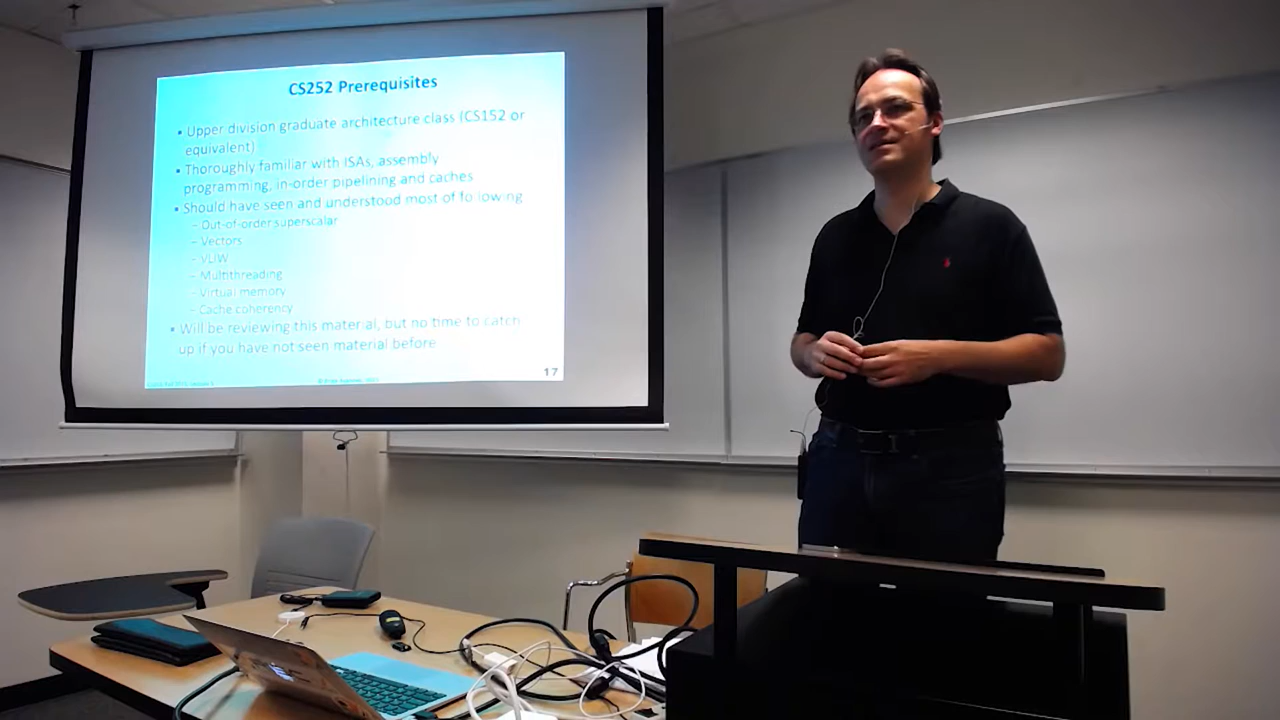 CS252 Prerequisites
▪ Upper division graduate architecture class (CS152 or
equivalent)
▪ Thoroughly familiar with ISAs, assembly
programming, in-order pipelining and caches
▪ Should have seen and understood most of fo lowing
– Out-of-order superscalar
– Vectors
– VLIW
– Multithreading
– Virtual memory
– Cache coherency
▪ Will be reviewing this material, but no time to catch
up if you have not seen material before
17